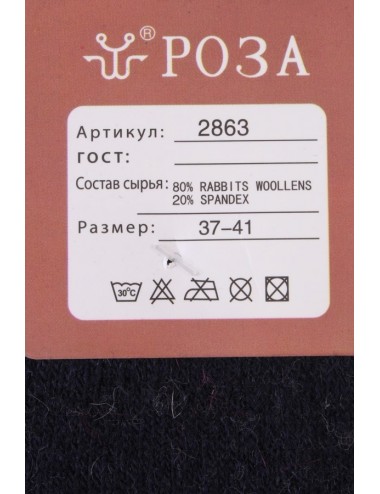 ® РОЗА
Артикул: 2863
ГОСТ:
Состав сырья: 80% RABBITS WOOLLENS
20% SPANDEX
Размер: 37-41
30°C